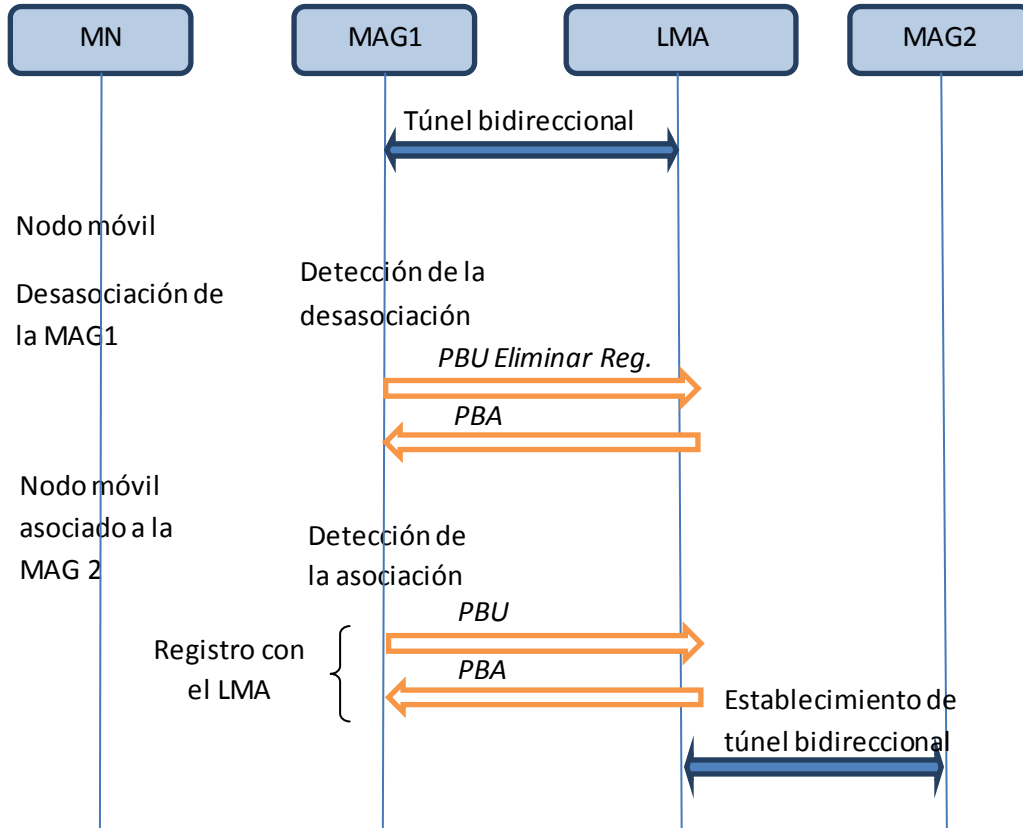 MN
MAG1
LMA
MAG2
Túnel bidireccional
Nodo móvil
Desasociación de
la MAG1
Detección de la
desasociación
PBU Eliminar Reg.
PBA
Nodo móvil
asociado a la
MAG 2
Detección de
la asociación
PBU
Registro con
el LMA
PBA
Establecimiento de
túnel bidireccional